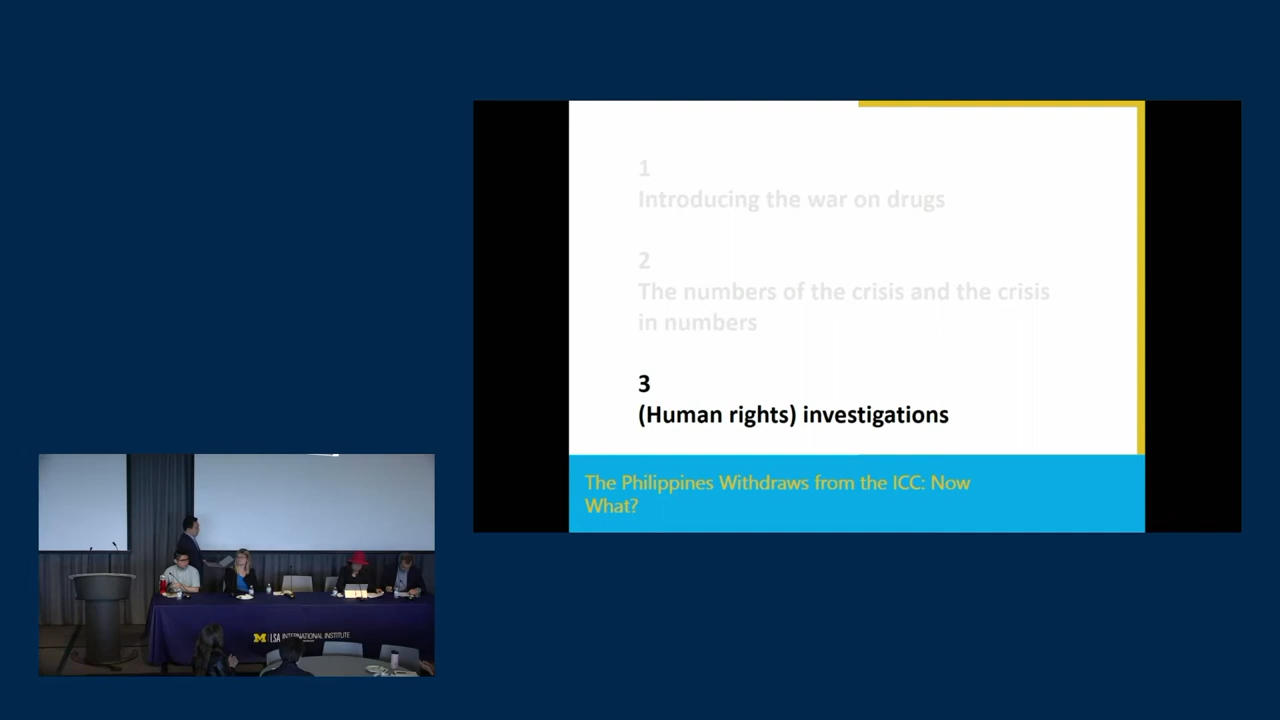 1
Introducing the war on drugs
2
The numbers of the crisis and the crisis
in numbers
3
(Human rights) investigations
The Philippines Withdraws from the ICC: Now
What?
M LSA INTERNATIONAL INSTITUTE